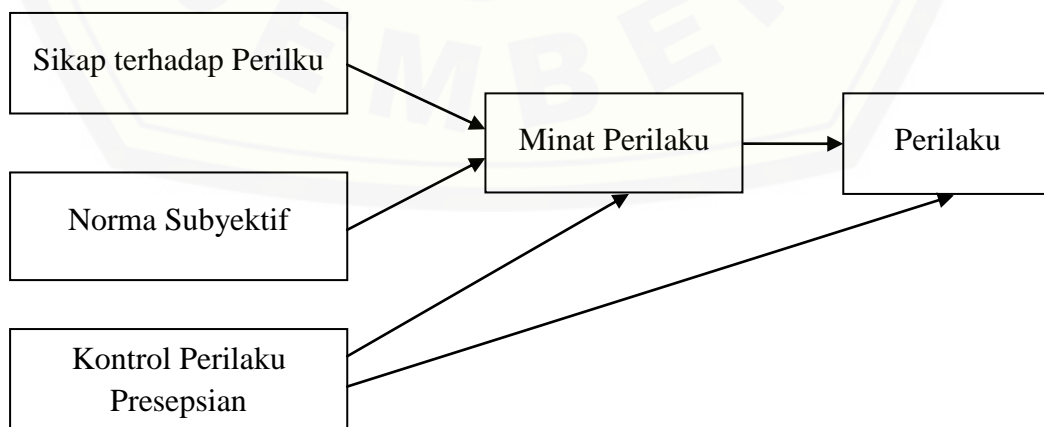 Sikap terhadap Perilku
Minat Perilaku
Perilaku
Norma Subyektif
Kontrol Perilaku
Presepsian